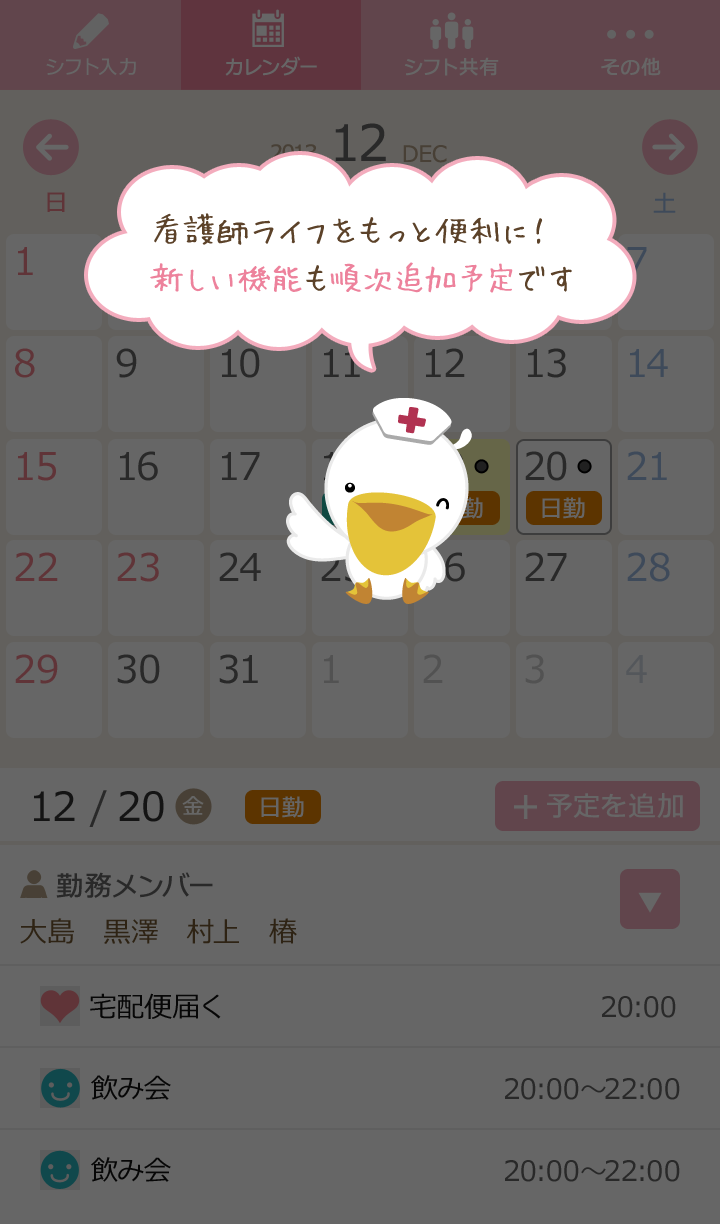 シフト入力 カレンダー シフト共有 その他
2013 12 DEC
日 土
看護師ライフをもっと便利に!
新しい機能も順次追加予定です
1 7
8 9 10 11 12 13 14
15 16 17 20 21
勤 日勤
22 23 24 6 27 28
29 30 31 1 2 3 4
12 / 20 金 日勤 +予定を追加
勤務メンバー
大島 黒澤 村上 椿
宅配便届く 20:00
飲み会 20:00〜22:00
飲み会 20:00〜22:00